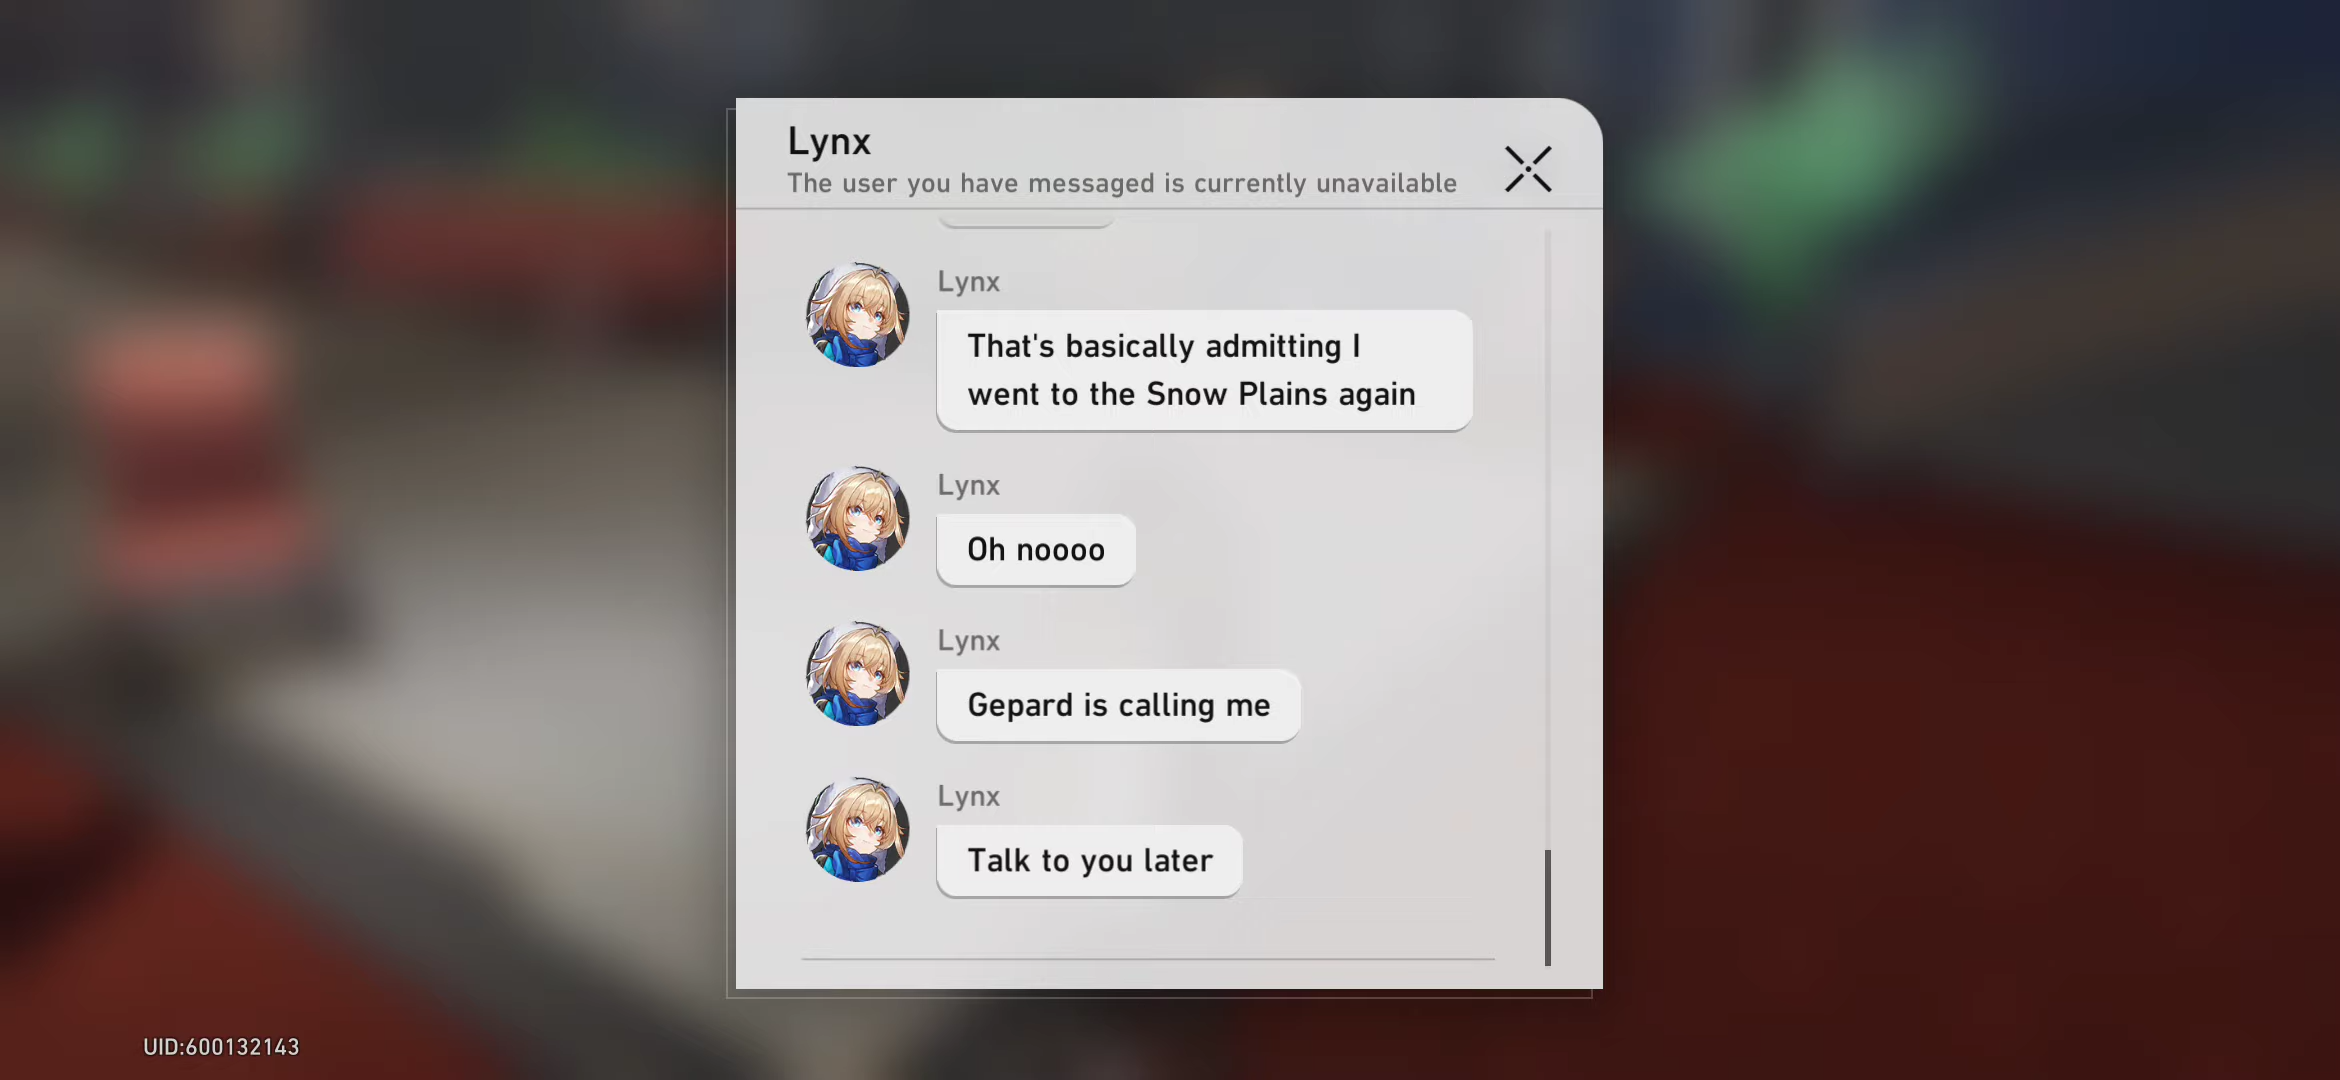 Lynx
The user you have messaged is currently unavailable
Lynx
That's basically admitting I
went to the Snow Plains again
Lynx
Oh noooo
Lynx
Gepard is calling me
Lynx
Talk to you later
UID:600132143